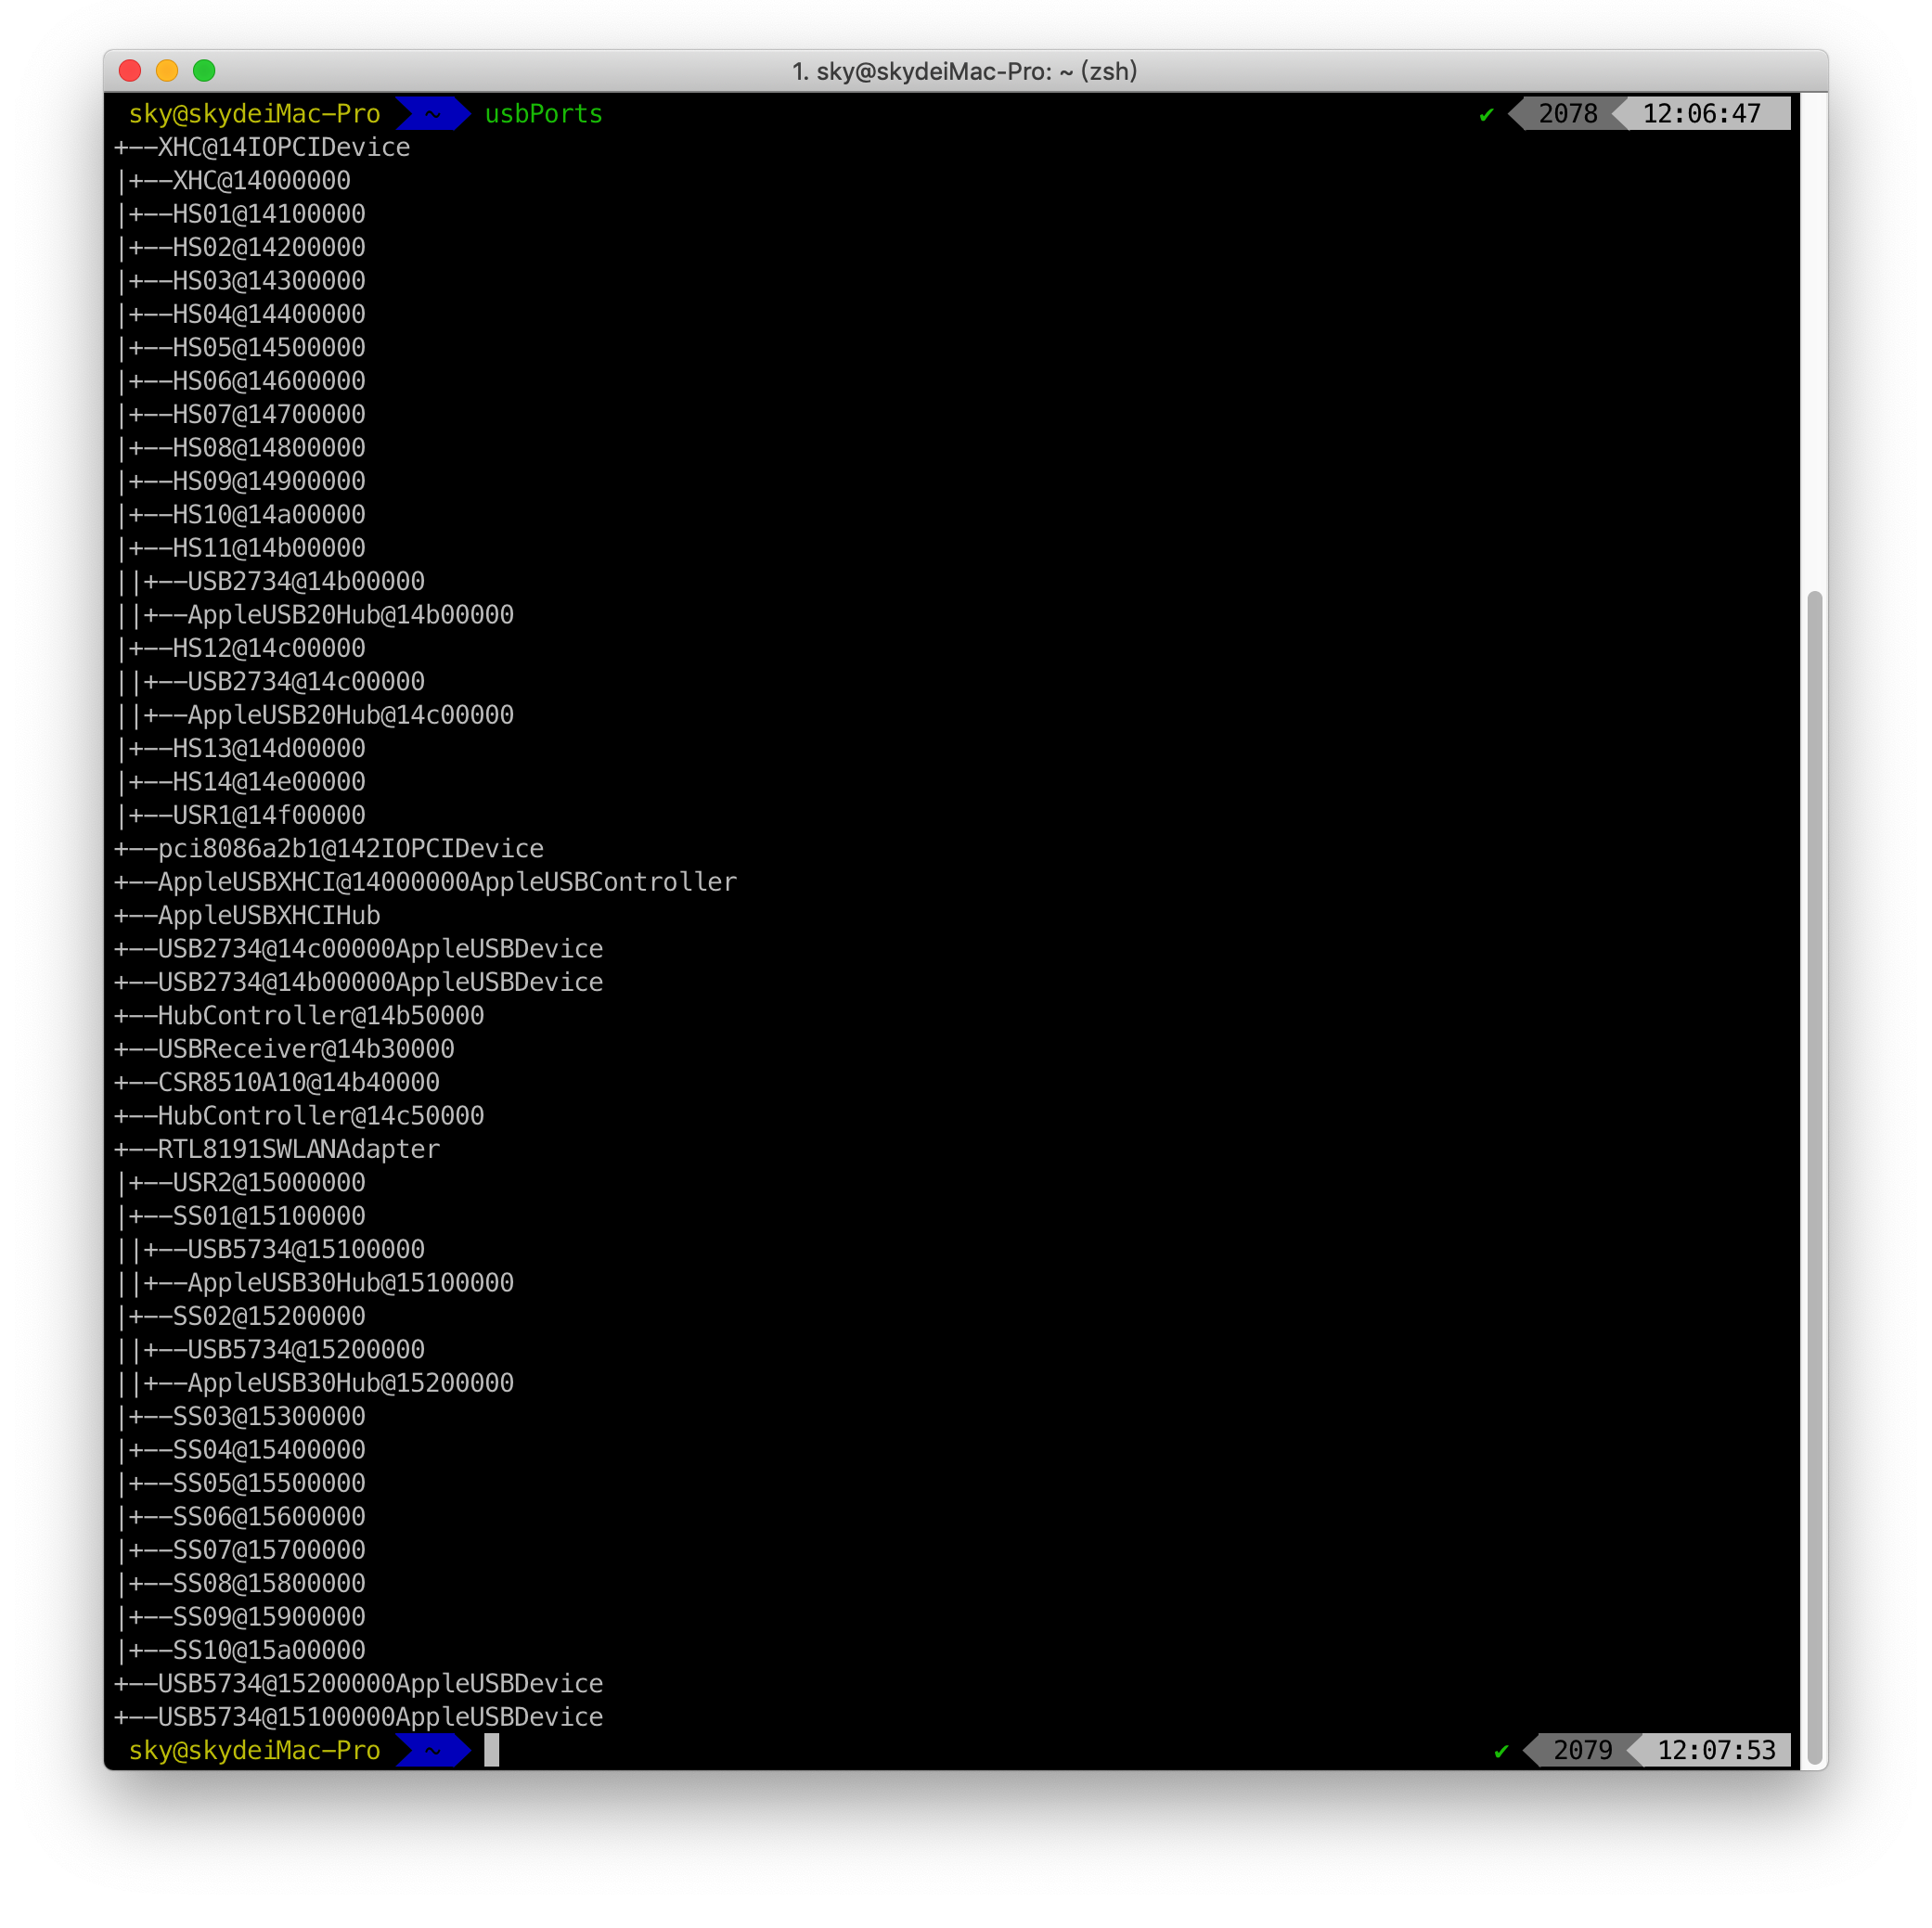 1. sky@skydeiMac-Pro: ~ (zsh)
sky@skydeiMac-Pro ~ usbPorts ✔ 2078 12:06:47
+--XHC@14IOPCIDevice
|+--XHC@14000000
|+--HS01@14100000
|+--HS02@14200000
|+--HS03@14300000
|+--HS04@14400000
|+--HS05@14500000
|+--HS06@14600000
|+--HS07@14700000
|+--HS08@14800000
|+--HS09@14900000
|+--HS10@14a00000
|+--HS11@14b00000
||+--USB2734@14b00000
||+--AppleUSB20Hub@14b00000
|+--HS12@14c00000
||+--USB2734@14c00000
||+--AppleUSB20Hub@14c00000
|+--HS13@14d00000
|+--HS14@14e00000
|+--USR1@14f00000
+--pci8086a2b1@142IOPCIDevice
+--AppleUSBXHCI@14000000AppleUSBController
+--AppleUSBXHCIHub
+--USB2734@14c00000AppleUSBDevice
+--USB2734@14b00000AppleUSBDevice
+--HubController@14b50000
+--USBReceiver@14b30000
+--CSR8510A10@14b40000
+--HubController@14c50000
+--RTL8191SWLANAdapter
|+--USR2@15000000
|+--SS01@15100000
||+--USB5734@15100000
||+--AppleUSB30Hub@15100000
|+--SS02@15200000
||+--USB5734@15200000
||+--AppleUSB30Hub@15200000
|+--SS03@15300000
|+--SS04@15400000
|+--SS05@15500000
|+--SS06@15600000
|+--SS07@15700000
|+--SS08@15800000
|+--SS09@15900000
|+--SS10@15a00000
+--USB5734@15200000AppleUSBDevice
+--USB5734@15100000AppleUSBDevice
sky@skydeiMac-Pro ~ ✔ 2079 12:07:53